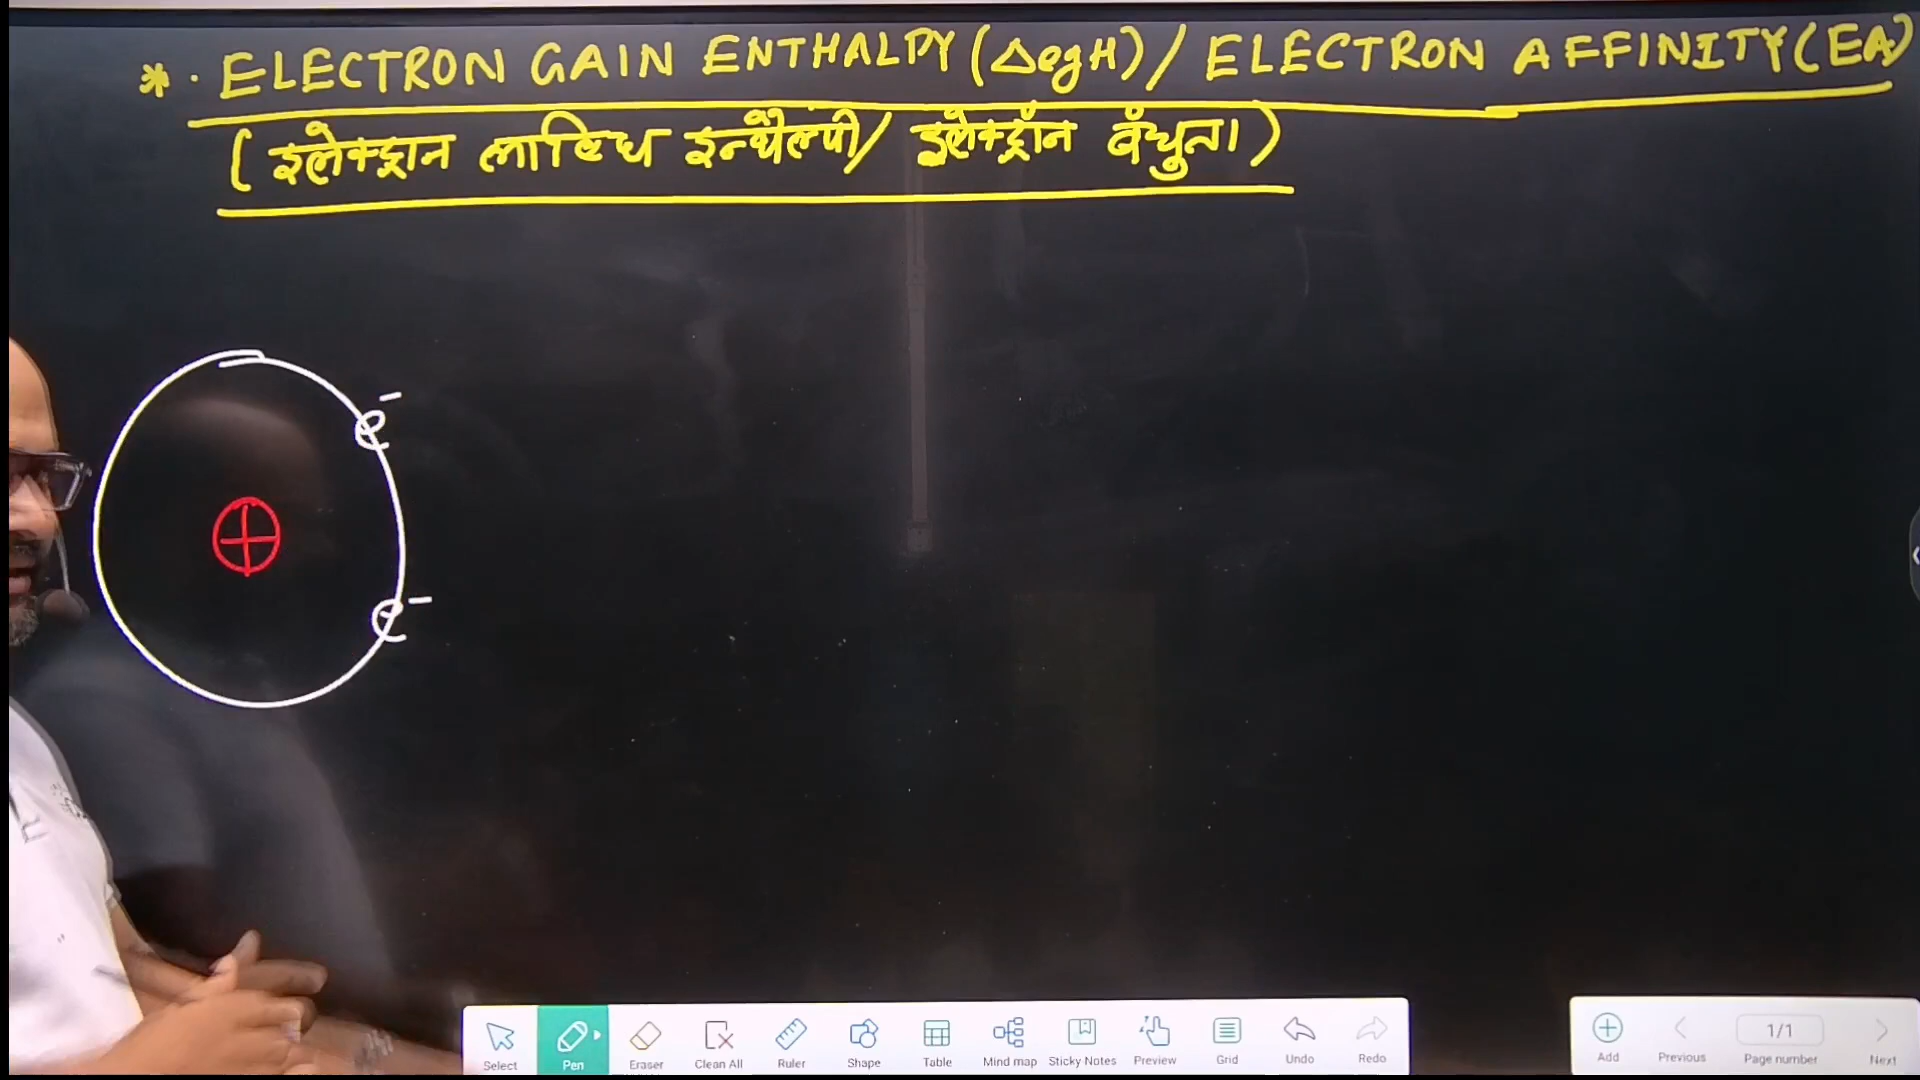 * . ELECTRON GAIN ENTHALPY (ΔegH) / ELECTRON AFFINITY (EA)
( इलेक्ट्रान लाब्धि इन्थैल्पी / इलेक्ट्रॉन बंधुता )
e⁻
+
e⁻
Select Pen Eraser Clean All Ruler Shape Table Mind map Sticky Notes Preview Grid Undo Redo
Add Previous 1/1 Page number Next